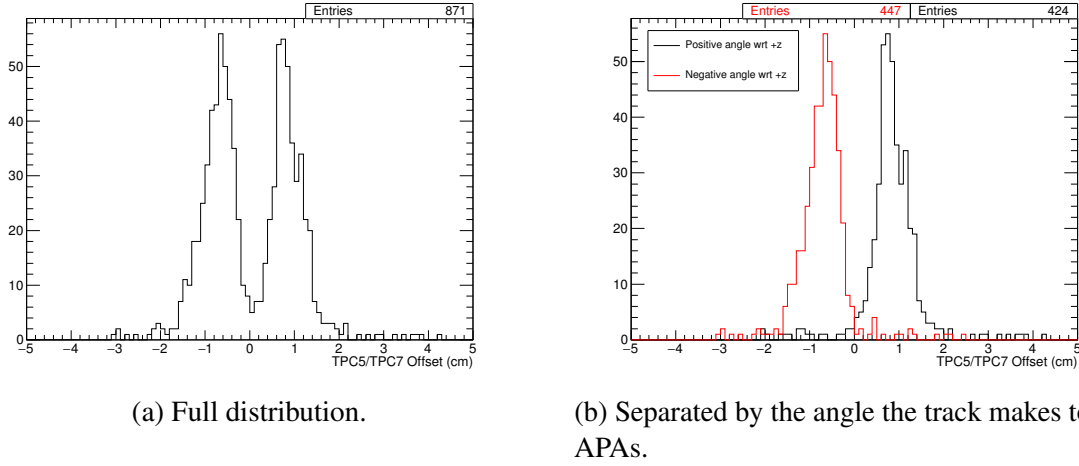 Entries 871
50
40
30
20
10
0
−5 −4 −3 −2 −1 0 1 2 3 4 5
TPC5/TPC7 Offset (cm)
(a) Full distribution.
Entries 447 Entries 424
Positive angle wrt +z
Negative angle wrt +z
50
40
30
20
10
0
−5 −4 −3 −2 −1 0 1 2 3 4 5
TPC5/TPC7 Offset (cm)
(b) Separated by the angle the track makes to
APAs.